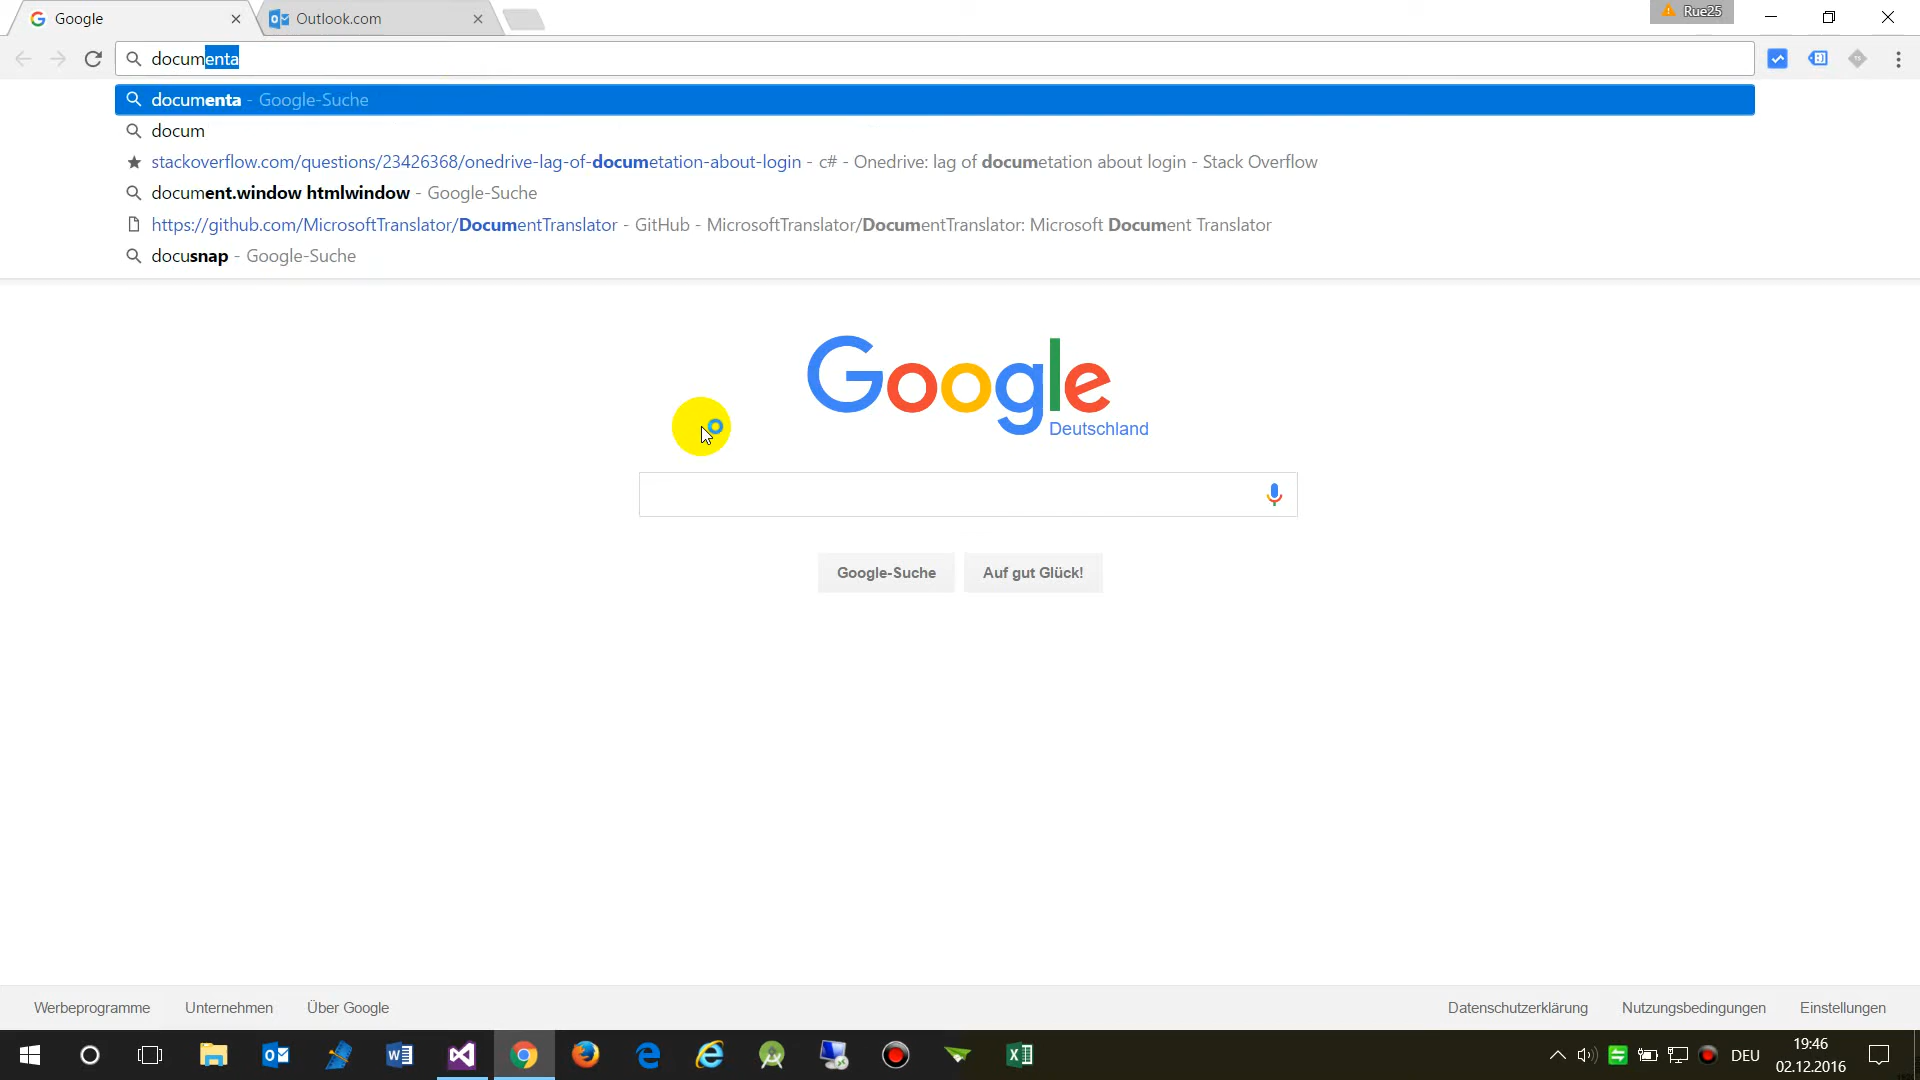 Google
Outlook.com
Rue25
documenta
documenta - Google-Suche
docum
stackoverflow.com/questions/23426368/onedrive-lag-of-documetation-about-login - c# - Onedrive: lag of documetation about login - Stack Overflow
document.window htmlwindow - Google-Suche
https://github.com/MicrosoftTranslator/DocumentTranslator - GitHub - MicrosoftTranslator/DocumentTranslator: Microsoft Document Translator
docusnap - Google-Suche
Google
Deutschland
Google-Suche
Auf gut Glück!
Werbeprogramme
Unternehmen
Über Google
Datenschutzerklärung
Nutzungsbedingungen
Einstellungen
DEU
19:46
02.12.2016